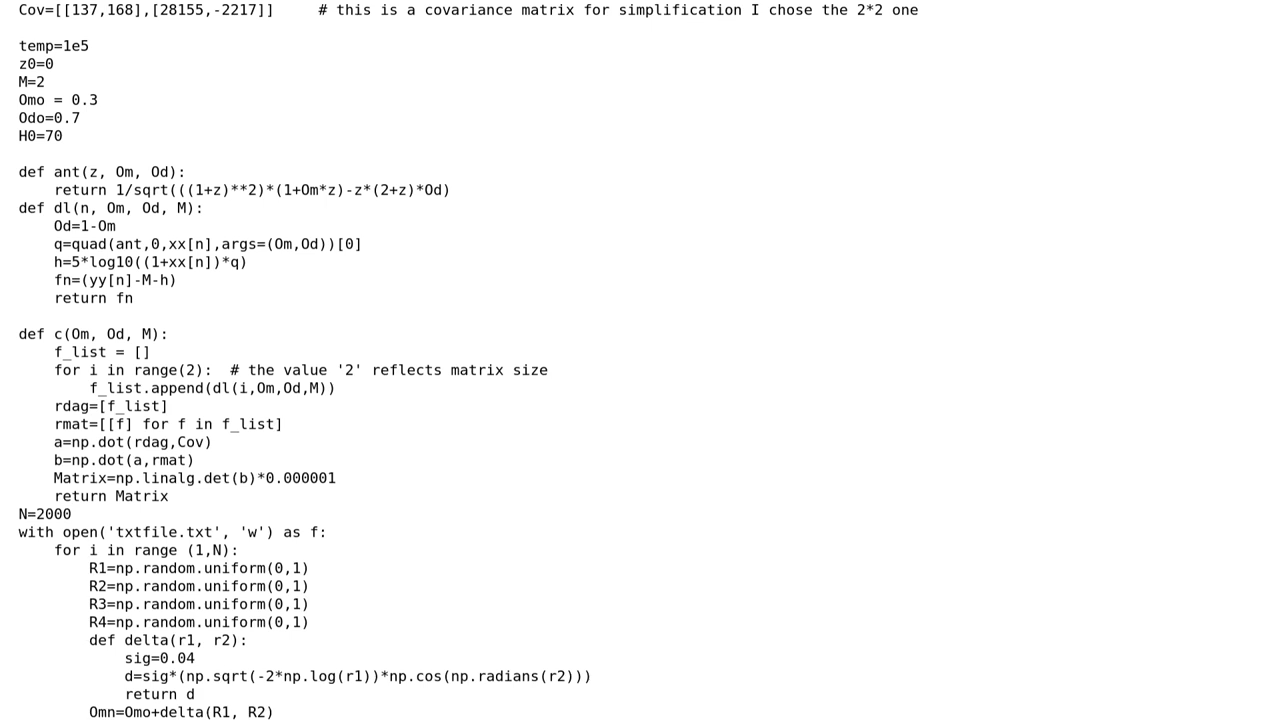 Cov=[[137,168],[28155,-2217]]     # this is a covariance matrix for simplification I chose the 2*2 one

temp=1e5
z0=0
M=2
Omo = 0.3
Odo=0.7
H0=70

def ant(z, Om, Od):
    return 1/sqrt(((1+z)**2)*(1+Om*z)-z*(2+z)*Od)
def dl(n, Om, Od, M):
    Od=1-Om
    q=quad(ant,0,xx[n],args=(Om,Od))[0]
    h=5*log10((1+xx[n])*q)
    fn=(yy[n]-M-h)
    return fn

def c(Om, Od, M):
    f_list = []
    for i in range(2):  # the value '2' reflects matrix size
        f_list.append(dl(i,Om,Od,M))
    rdag=[f_list]
    rmat=[[f] for f in f_list]
    a=np.dot(rdag,Cov)
    b=np.dot(a,rmat)
    Matrix=np.linalg.det(b)*0.000001
    return Matrix
N=2000
with open('txtfile.txt', 'w') as f:
    for i in range (1,N):
        R1=np.random.uniform(0,1)
        R2=np.random.uniform(0,1)
        R3=np.random.uniform(0,1)
        R4=np.random.uniform(0,1)
        def delta(r1, r2):
            sig=0.04
            d=sig*(np.sqrt(-2*np.log(r1))*np.cos(np.radians(r2)))
            return d
        Omn=Omo+delta(R1, R2)